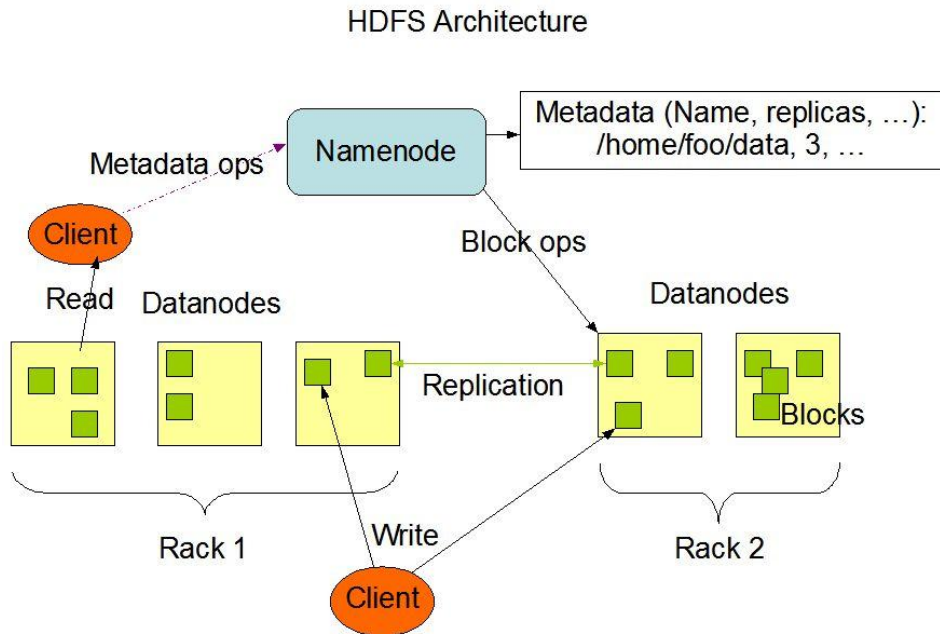 HDFS Architecture
Metadata (Name, replicas, …):
/home/foo/data, 3, …
Namenode
Metadata ops
Client
Block ops
Read
Datanodes
Datanodes
Replication
Blocks
Rack 1
Write
Rack 2
Client